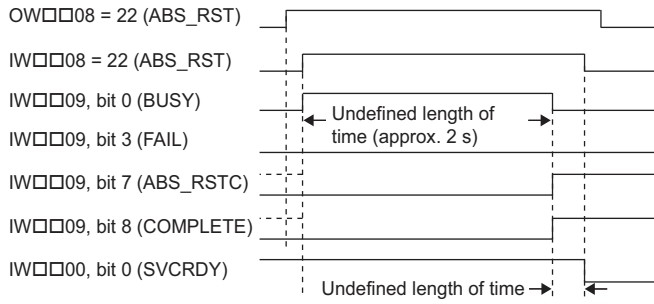 OW□□08 = 22 (ABS_RST)
IW□□08 = 22 (ABS_RST)
IW□□09, bit 0 (BUSY)
Undefined length of
time (approx. 2 s)
IW□□09, bit 3 (FAIL)
IW□□09, bit 7 (ABS_RSTC)
IW□□09, bit 8 (COMPLETE)
IW□□00, bit 0 (SVCRDY)
Undefined length of time